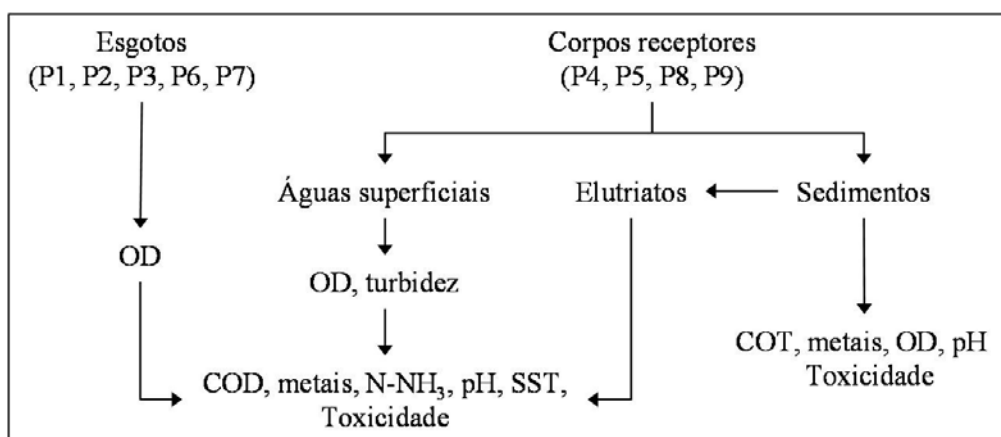 Esgotos
(P1, P2, P3, P6, P7)
Corpos receptores
(P4, P5, P8, P9)
Águas superficiais
Elutriatos
Sedimentos
OD
OD, turbidez
COD, metais, N-NH₃, pH, SST,
Toxicidade
COT, metais, OD, pH
Toxicidade